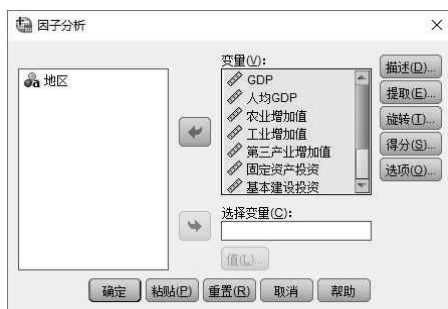 因子分析
地区
变量(V):
GDP
人均GDP
农业增加值
工业增加值
第三产业增加值
固定资产投资
基本建设投资
选择变量(C):
值(L)...
描述(D)...
提取(E)...
旋转(T)...
得分(S)...
选项(O)...
确定 粘贴(P) 重置(R) 取消 帮助